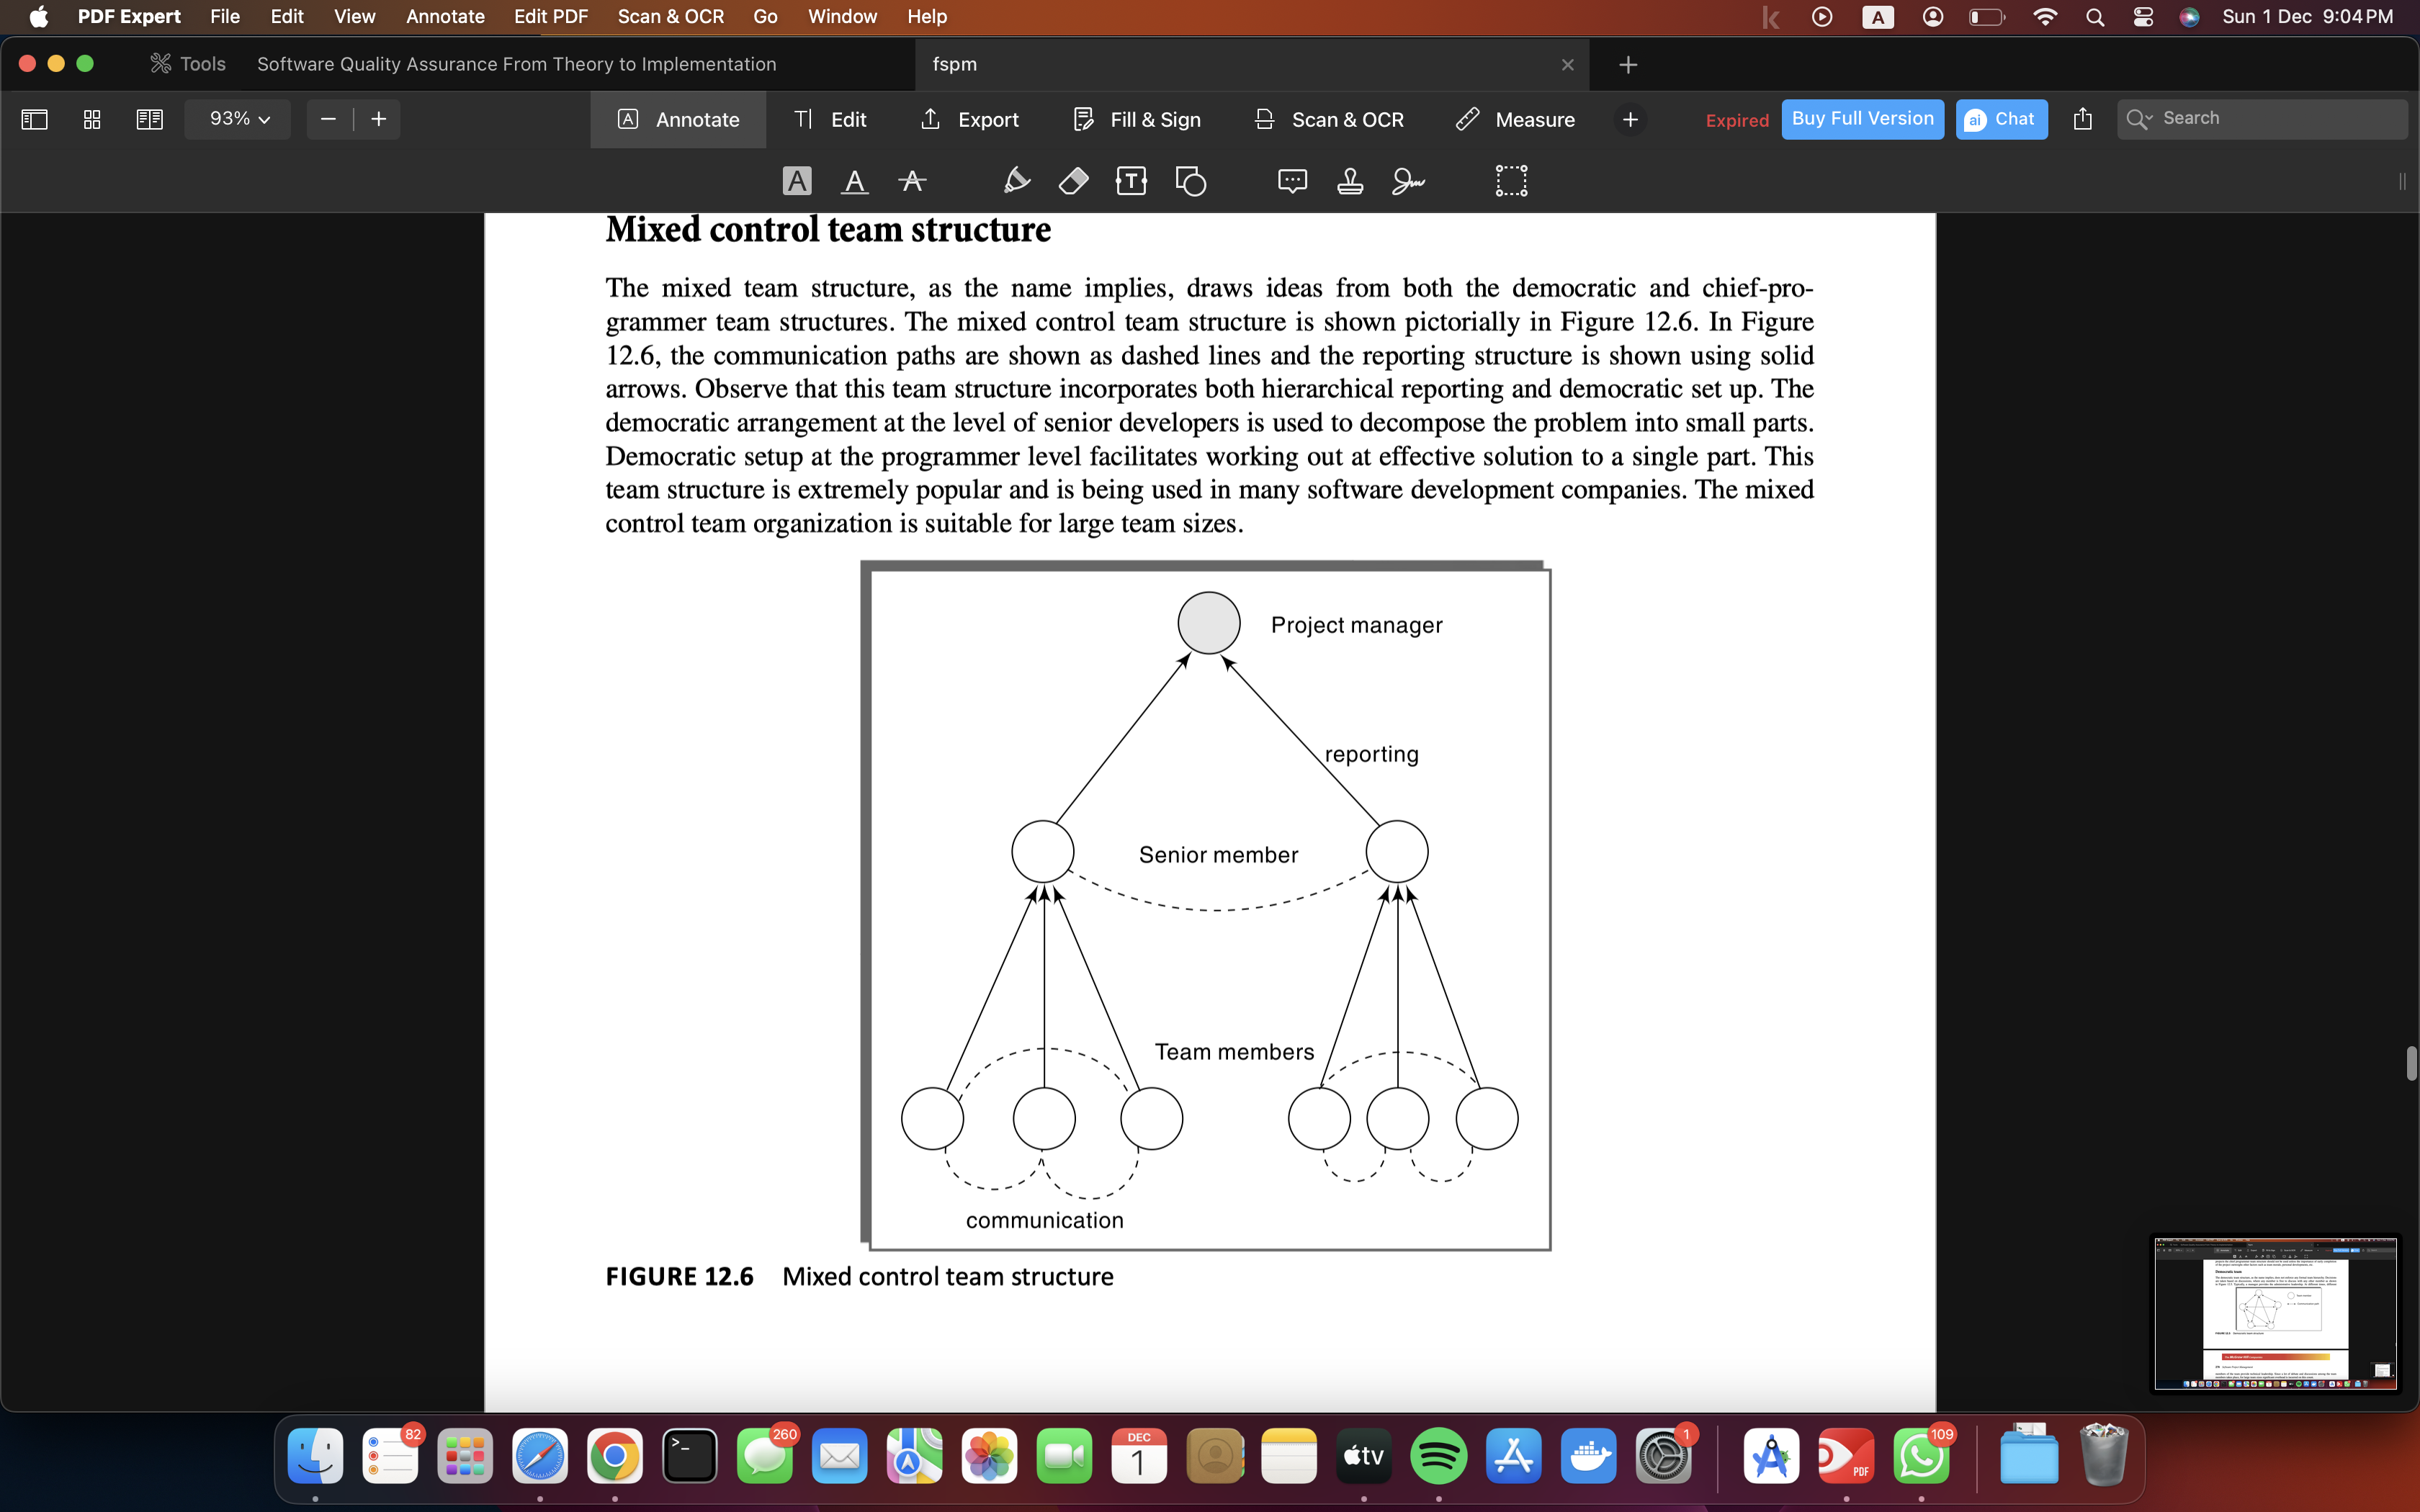 PDF Expert File Edit View Annotate Edit PDF Scan & OCR Go Window Help
A Sun 1 Dec 9:04 PM
Tools Software Quality Assurance From Theory to Implementation fspm
93% Annotate Edit Export Fill & Sign Scan & OCR Measure Expired Buy Full Version ai Chat Search
Mixed control team structure
The mixed team structure, as the name implies, draws ideas from both the democratic and chief-pro-
grammer team structures. The mixed control team structure is shown pictorially in Figure 12.6. In Figure
12.6, the communication paths are shown as dashed lines and the reporting structure is shown using solid
arrows. Observe that this team structure incorporates both hierarchical reporting and democratic set up. The
democratic arrangement at the level of senior developers is used to decompose the problem into small parts.
Democratic setup at the programmer level facilitates working out at effective solution to a single part. This
team structure is extremely popular and is being used in many software development companies. The mixed
control team organization is suitable for large team sizes.
Project manager
reporting
Senior member
Team members
communication
FIGURE 12.6 Mixed control team structure
82
260
DEC
1
tv
1
PDF
109